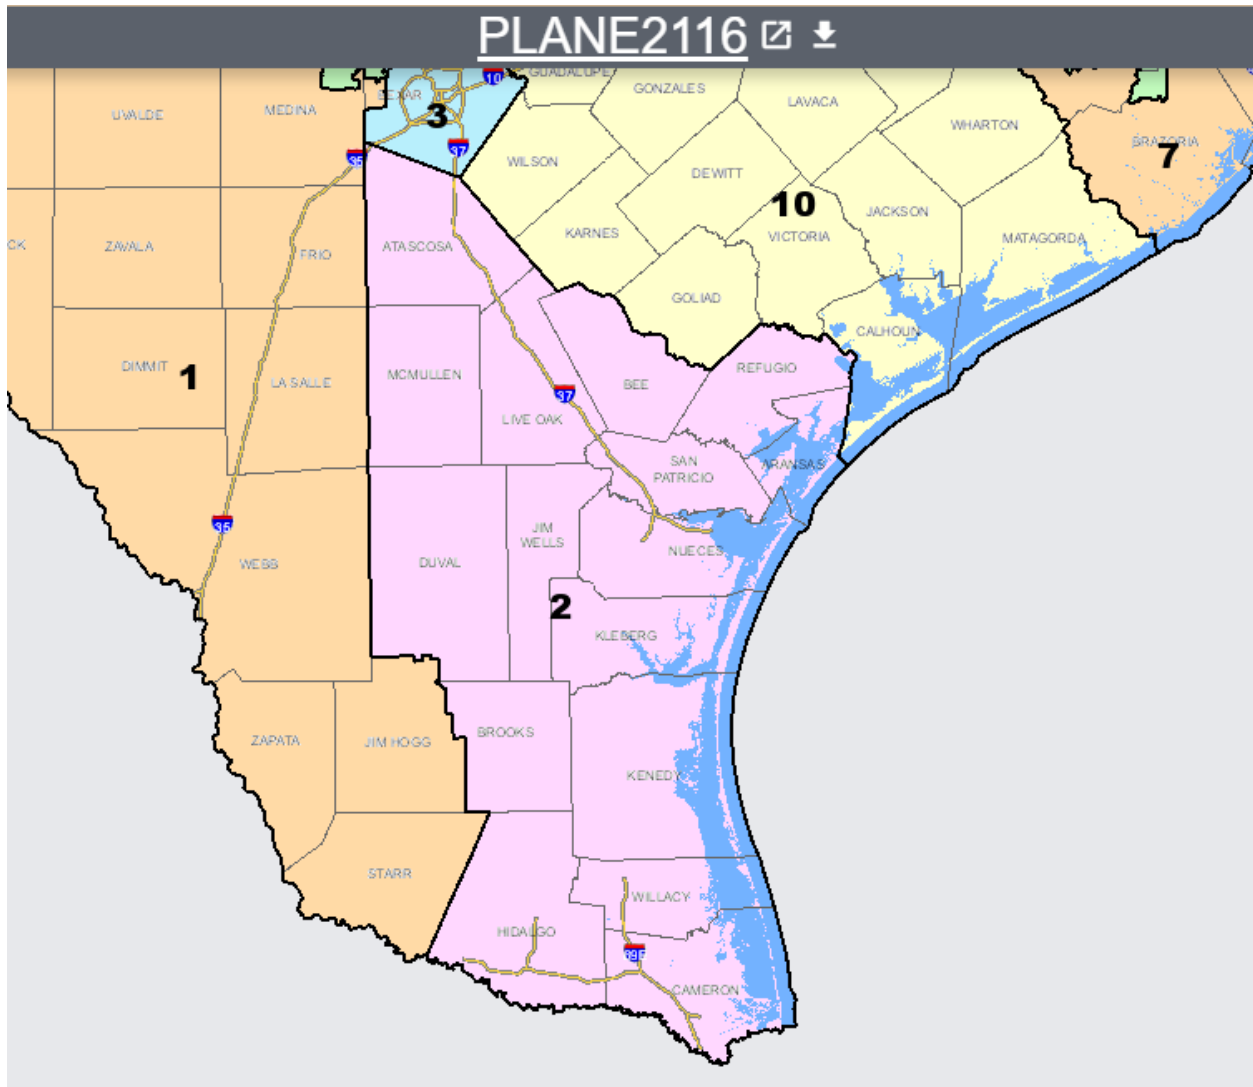 PLANE2116
10
GUADALUPE
GONZALES
LAVACA
UVALDE
MEDINA
3
WHARTON
BRAZORIA
7
35
37
WILSON
DEWITT
10
JACKSON
CK
ZAVALA
FRIO
ATASCOSA
KARNES
VICTORIA
MATAGORDA
GOLIAD
CALHOUN
DIMMIT
1
LA SALLE
MCMULLEN
37
BEE
REFUGIO
LIVE OAK
SAN
PATRICIO
ARANSAS
35
JIM
WELLS
NUECES
WEBB
DUVAL
2
KLEBERG
ZAPATA
JIM HOGG
BROOKS
KENEDY
STARR
WILLACY
HIDALGO
69E
CAMERON